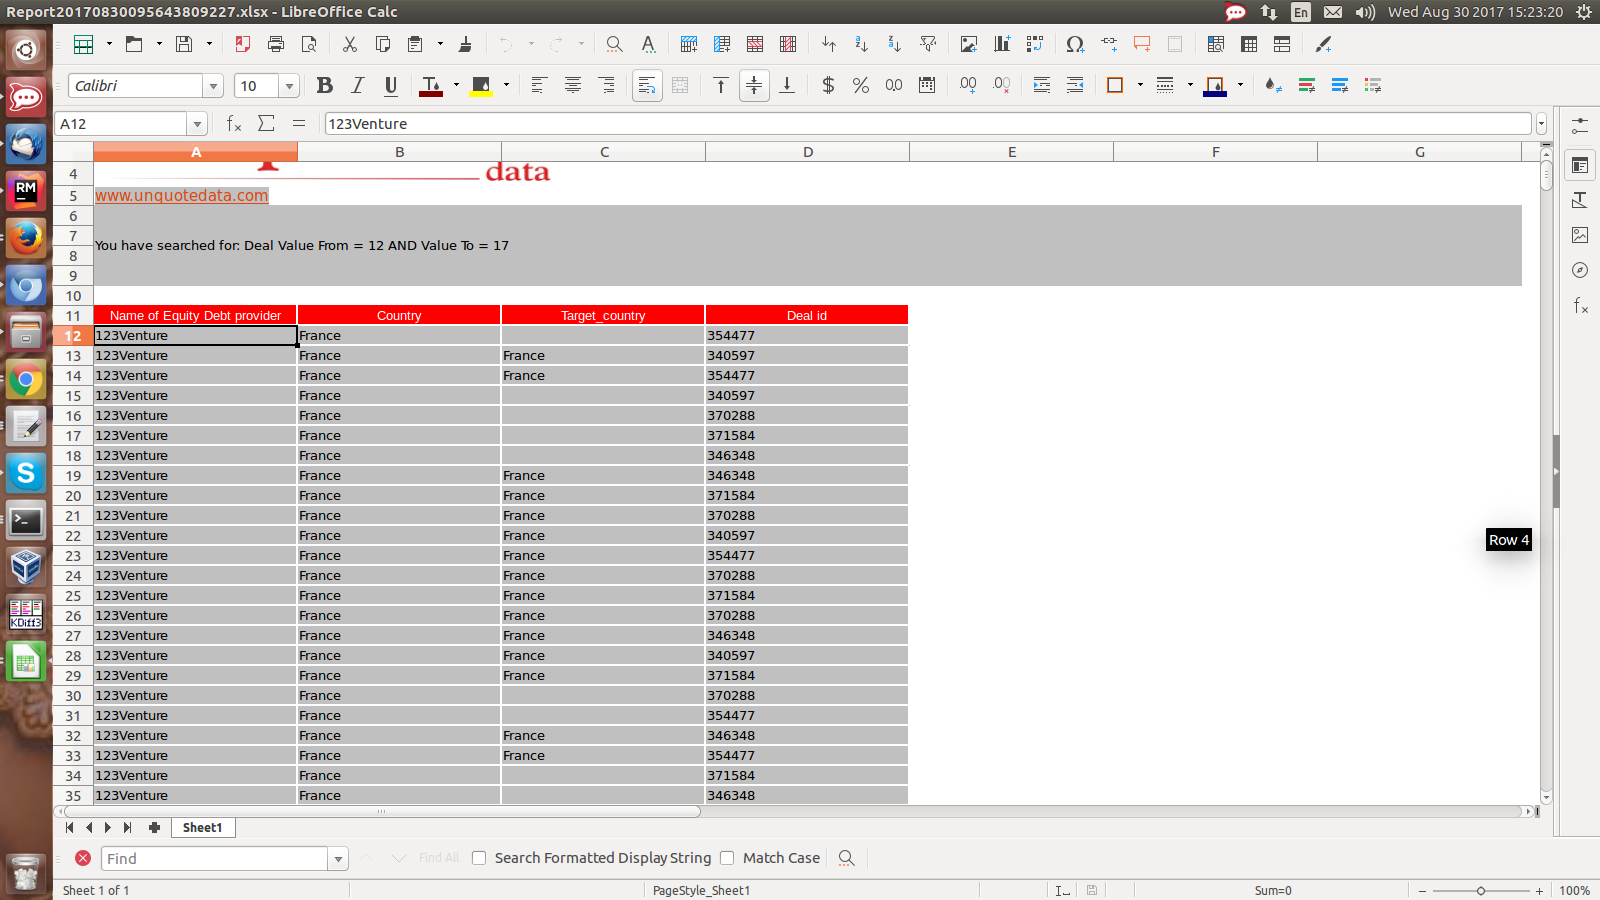 Report20170830095643809227.xlsx - LibreOffice Calc
En
Wed Aug 30 2017 15:23:20
Calibri
10
A12
123Venture
A B C D E F G
4
data
5 www.unquotedata.com
6
7
You have searched for: Deal Value From = 12 AND Value To = 17
8
9
10
11 Name of Equity Debt provider Country Target_country Deal id
12 123Venture France 354477
13 123Venture France France 340597
14 123Venture France France 354477
15 123Venture France 340597
16 123Venture France 370288
17 123Venture France 371584
18 123Venture France 346348
19 123Venture France France 346348
20 123Venture France France 371584
21 123Venture France France 370288
22 123Venture France France 340597
23 123Venture France France 354477
24 123Venture France France 370288
25 123Venture France France 371584
26 123Venture France France 370288
27 123Venture France France 346348
28 123Venture France France 340597
29 123Venture France France 371584
30 123Venture France 370288
31 123Venture France 354477
32 123Venture France France 346348
33 123Venture France France 354477
34 123Venture France 371584
35 123Venture France 346348
Row 4
RM
KDiff3
Sheet1
Find
Find All
Search Formatted Display String
Match Case
Sheet 1 of 1
PageStyle_Sheet1
Sum=0
100%